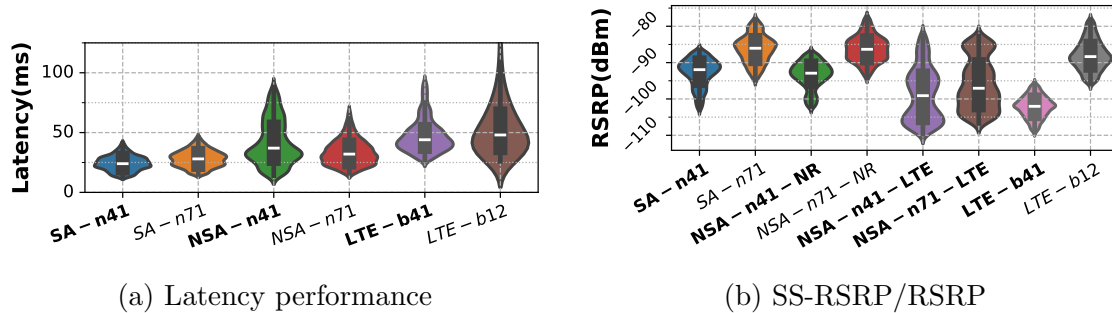 Latency(ms)
100
50
0
SA − n41
SA − n71
NSA − n41
NSA − n71
LTE − b41
LTE − b12
(a) Latency performance
RSRP(dBm)
−80
−90
−100
−110
SA − n41
SA − n71
NSA − n41 − NR
NSA − n71 − NR
NSA − n41 − LTE
NSA − n71 − LTE
LTE − b41
LTE − b12
(b) SS-RSRP/RSRP